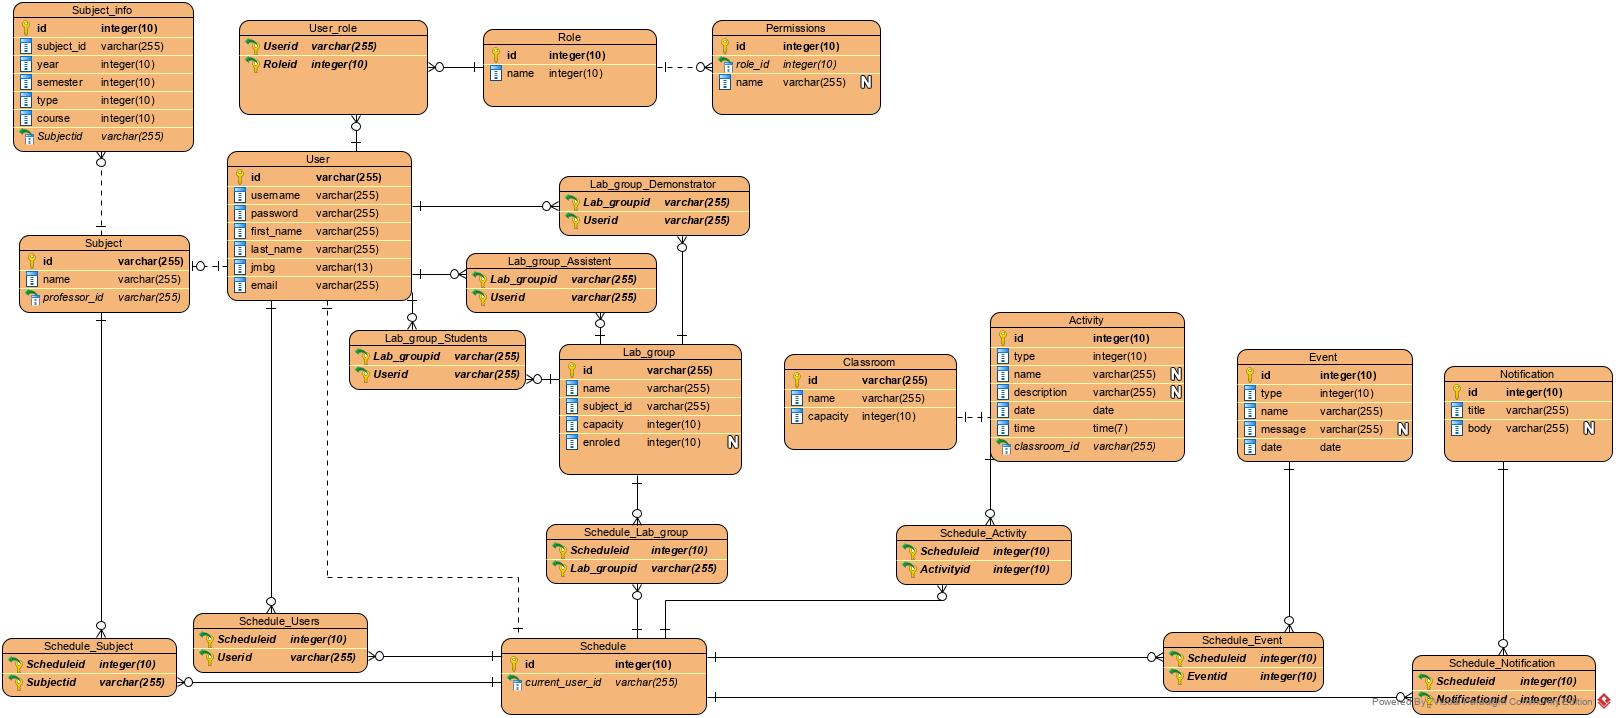 Subject_info
id integer(10)
subject_id varchar(255)
year integer(10)
semester integer(10)
type integer(10)
course integer(10)
Subjectid varchar(255)
User_role
Userid varchar(255)
Roleid integer(10)
Role
id integer(10)
name integer(10)
Permissions
id integer(10)
role_id integer(10)
name varchar(255) N
User
id varchar(255)
username varchar(255)
password varchar(255)
first_name varchar(255)
last_name varchar(255)
jmbg varchar(13)
email varchar(255)
Lab_group_Demonstrator
Lab_groupid varchar(255)
Userid varchar(255)
Subject
id varchar(255)
name varchar(255)
professor_id varchar(255)
Lab_group_Assistent
Lab_groupid varchar(255)
Userid varchar(255)
Lab_group_Students
Lab_groupid varchar(255)
Userid varchar(255)
Lab_group
id varchar(255)
name varchar(255)
subject_id varchar(255)
capacity integer(10)
enroled integer(10) N
Classroom
id varchar(255)
name varchar(255)
capacity integer(10)
Activity
id integer(10)
type integer(10)
name varchar(255) N
description varchar(255) N
date date
time time(7)
classroom_id varchar(255)
Event
id integer(10)
type integer(10)
name varchar(255)
message varchar(255) N
date date
Notification
id integer(10)
title varchar(255)
body varchar(255) N
Schedule_Lab_group
Scheduleid integer(10)
Lab_groupid varchar(255)
Schedule_Activity
Scheduleid integer(10)
Activityid integer(10)
Schedule_Users
Scheduleid integer(10)
Userid varchar(255)
Schedule_Subject
Scheduleid integer(10)
Subjectid varchar(255)
Schedule
id integer(10)
current_user_id varchar(255)
Schedule_Event
Scheduleid integer(10)
Eventid integer(10)
Schedule_Notification
Scheduleid integer(10)
Notificationid integer(10)
Powered By Visual Paradigm Community Edition